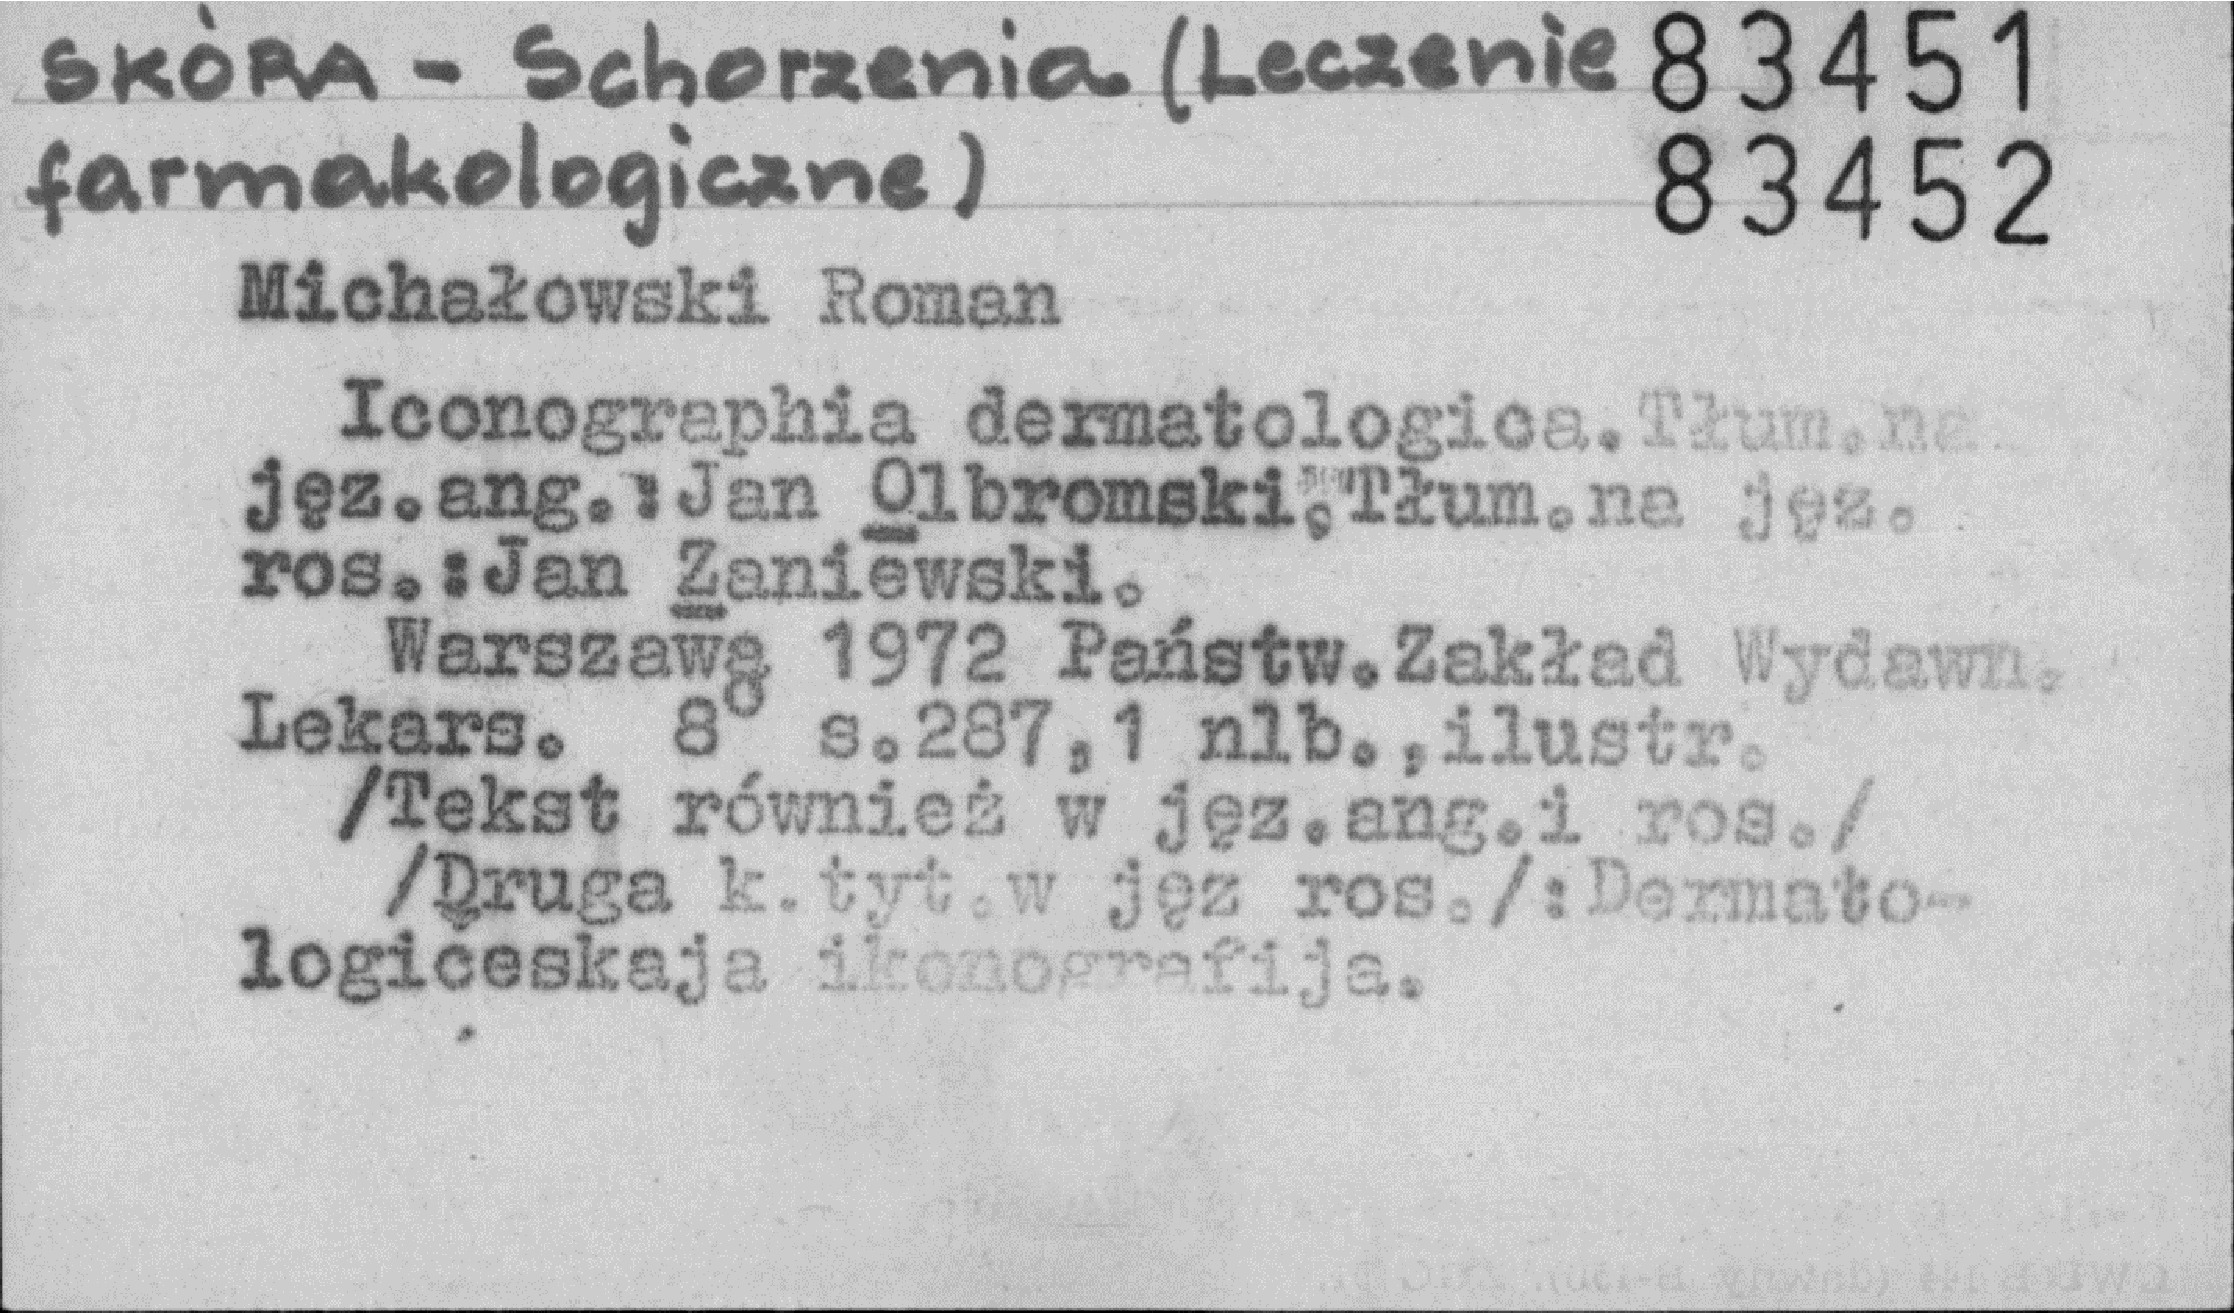 SKÓRA - Schorzenia (Leczenie 83451
farmakologiczne) 83452
Michałowski Roman
Iconographia dermatologica.Tłum.na
jęz.ang.:Jan Olbromski.Tłum.na jęz.
ros.:Jan Zaniewski.
Warszawa 1972 Państw.Zakład Wydawn.
Lekars. 8° s.287,1 nlb.,ilustr.
/Tekst również w jęz.ang.i ros./
/Druga k.tyt.w jęz ros./:Dermato-
logičeskaja ikonografija.